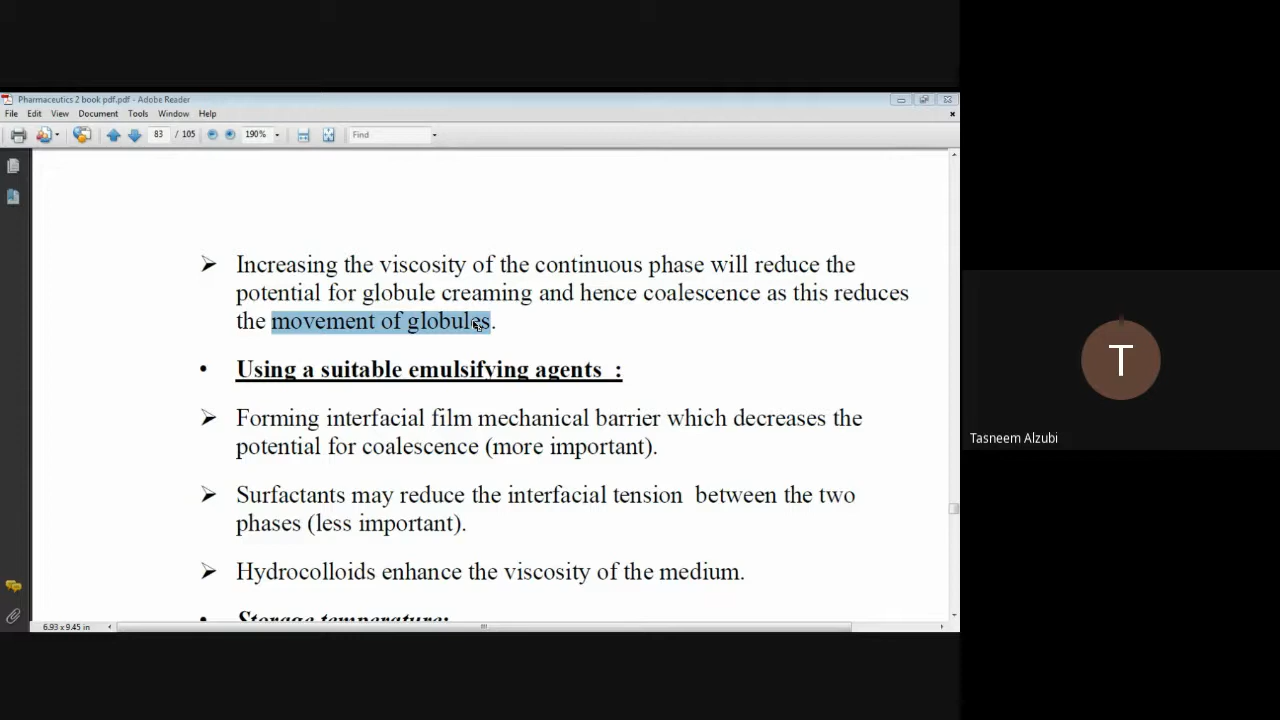 Pharmaceutics 2 book pdf.pdf - Adobe Reader
File Edit View Document Tools Window Help
83 / 105 190% Find
Increasing the viscosity of the continuous phase will reduce the
potential for globule creaming and hence coalescence as this reduces
the movement of globules.
• Using a suitable emulsifying agents :
Forming interfacial film mechanical barrier which decreases the
potential for coalescence (more important).
Surfactants may reduce the interfacial tension between the two
phases (less important).
Hydrocolloids enhance the viscosity of the medium.
• Storage temperature:
6.93 x 9.45 in
T
Tasneem Alzubi